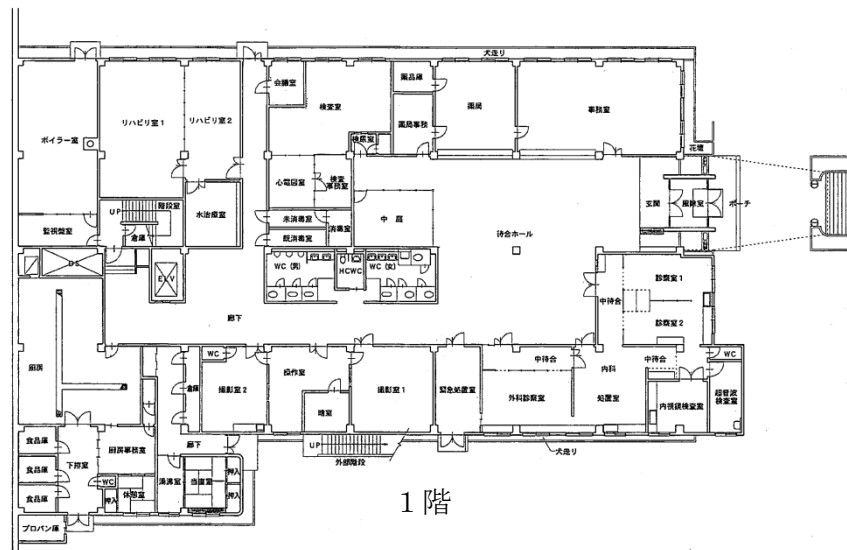 犬走り
会議室
検査室
薬品庫
薬局
事務室
リハビリ室1
リハビリ室2
薬局事務
ボイラー室
検尿室
花壇
心電図室
検査事務室
UP
階段室
水治療室
未消毒室
消毒室
中庭
玄関
風除室
ポーチ
監視盤室
倉庫
既消毒室
待合ホール
DS
ELV
WC(男)
HCWC
WC(女)
診察室1
中待合
診察室2
廊下
厨房
WC
操作室
中待合
内科
中待合
WC
倉庫
撮影室2
撮影室1
緊急処置室
暗室
外科診察室
処置室
内視鏡検査室
超音波検査室
食品庫
厨房事務室
廊下
UP
外部階段
犬走り
食品庫
下拵室
湯沸室
当直室
押入
WC
休憩室
押入
食品庫
押入
プロパン庫
1階